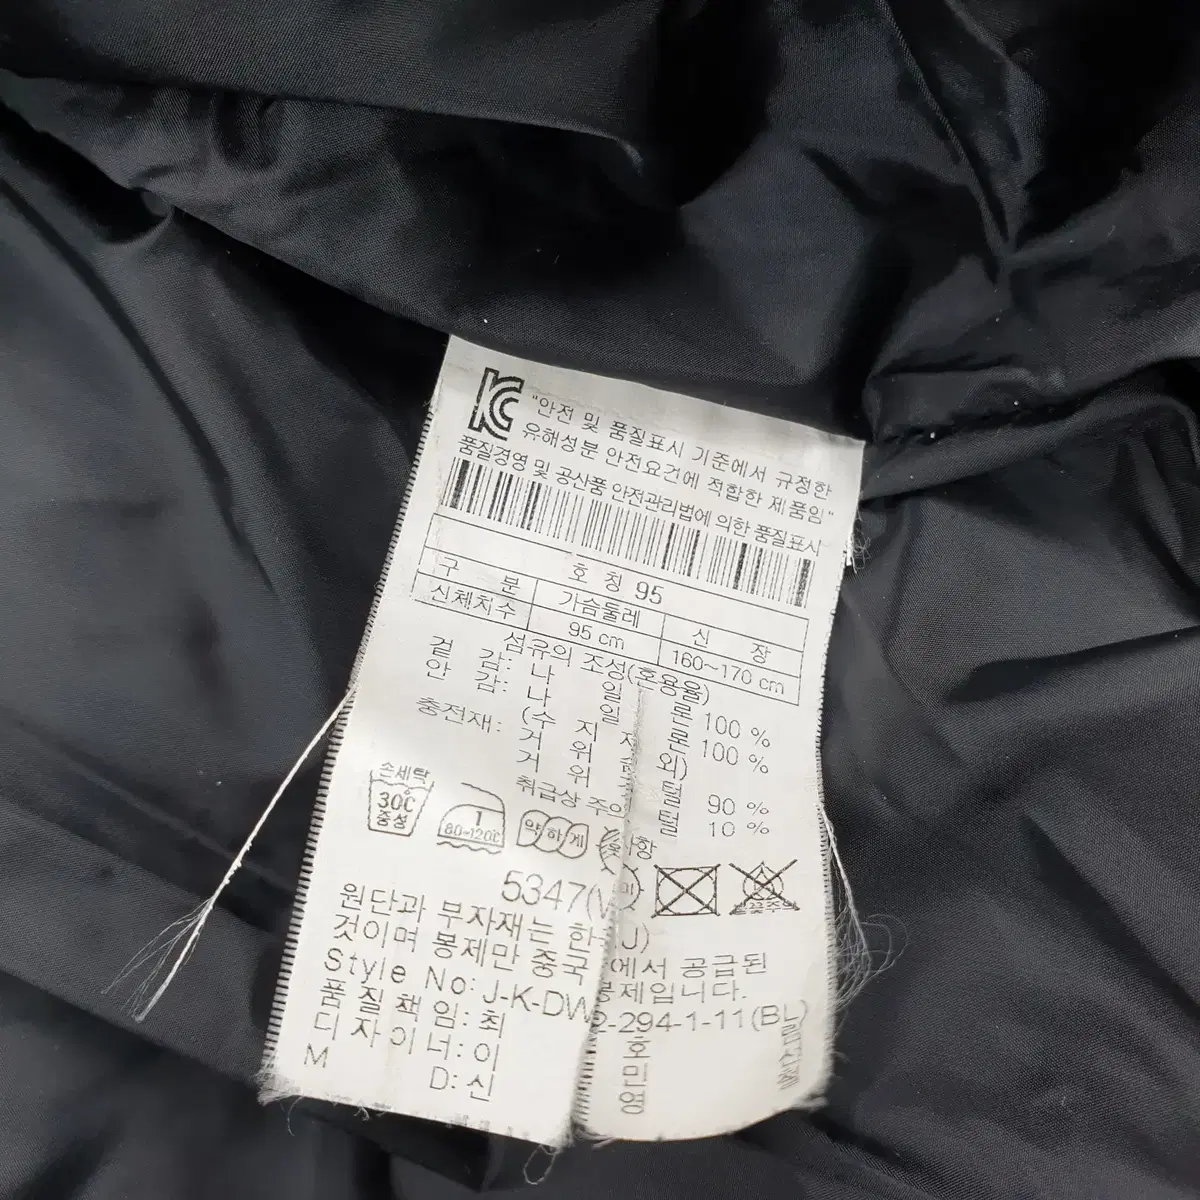 KC
"안전 및 품질표시 기준에서 규정한
유해성분 안전요건에 적합한 제품임"
품질경영 및 공산품 안전관리법에 의한 품질표시
호 칭 95
구 분 가슴둘레 신 장
신체치수 95 cm 160~170 cm
섬유의 조성(혼용율)
겉 감: 나 일 론 100 %
안 감: 나 일 론 100 %
충전재: (수 지 제 외)
거 위 털 90 %
거 위 털 10 %
취급상 주의사항
손세탁
30℃
중성
1
80~120℃
약하게
5347(
원단과 부자재는 한 에서 공급된
것이며 봉제만 중국 봉제입니다.
Style No: J-K-DW 2-294-1-11(BL)
품 질 책 임: 최
디 자 이 너: 이 호
M D: 신 민 영